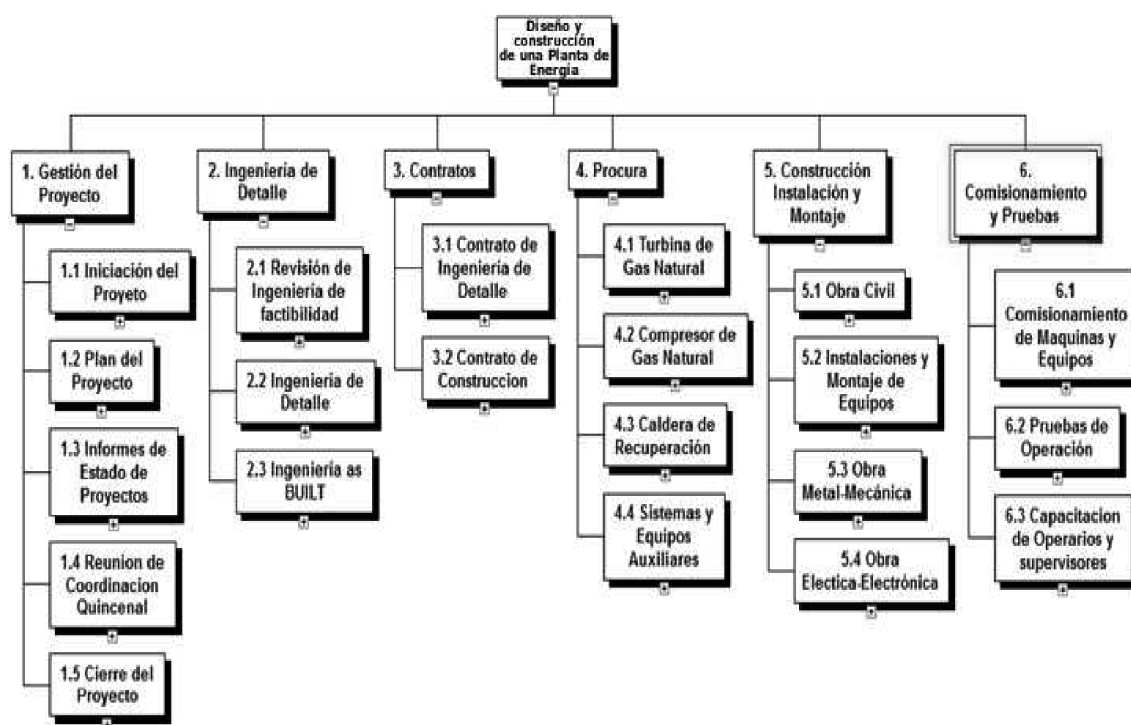 Diseño y
construcción
de una Planta de
Energía
1. Gestión del
Proyecto
1.1 Iniciación del
Proyeto
1.2 Plan del
Proyecto
1.3 Informes de
Estado de
Proyectos
1.4 Reunion de
Coordinacion
Quincenal
1.5 Cierre del
Proyecto
2. Ingeniería de
Detalle
2.1 Revisión de
Ingeniería de
factibilidad
2.2 Ingeniería de
Detalle
2.3 Ingeniería as
BUILT
3. Contratos
3.1 Contrato de
Ingeniería de
Detalle
3.2 Contrato de
Construccion
4. Procura
4.1 Turbina de
Gas Natural
4.2 Compresor de
Gas Natural
4.3 Caldera de
Recuperación
4.4 Sistemas y
Equipos
Auxiliares
5. Construcción
Instalación y
Montaje
5.1 Obra Civil
5.2 Instalaciones y
Montaje de
Equipos
5.3 Obra
Metal-Mecánica
5.4 Obra
Electica-Electrónica
6.
Comisionamiento
y Pruebas
6.1
Comisionamiento
de Maquinas y
Equipos
6.2 Pruebas de
Operación
6.3 Capacitacion
de Operarios y
supervisores